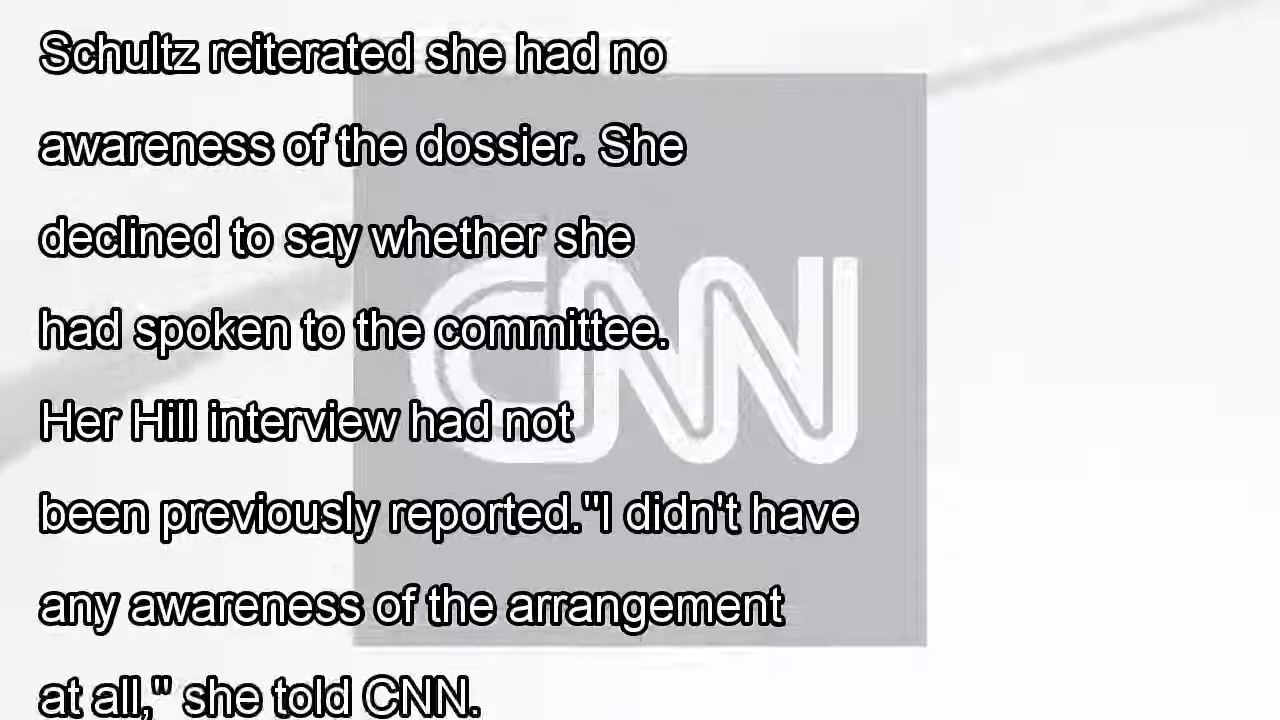 Schultz reiterated she had no
awareness of the dossier. She
declined to say whether she
had spoken to the committee.
Her Hill interview had not
been previously reported."I didn't have
any awareness of the arrangement
at all," she told CNN.
CNN